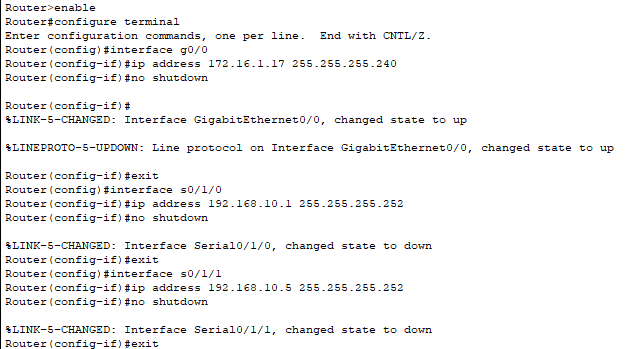 Router>enable
Router#configure terminal
Enter configuration commands, one per line.  End with CNTL/Z.
Router(config)#interface g0/0
Router(config-if)#ip address 172.16.1.17 255.255.255.240
Router(config-if)#no shutdown
Router(config-if)#
%LINK-5-CHANGED: Interface GigabitEthernet0/0, changed state to up
%LINEPROTO-5-UPDOWN: Line protocol on Interface GigabitEthernet0/0, changed state to up
Router(config-if)#exit
Router(config)#interface s0/1/0
Router(config-if)#ip address 192.168.10.1 255.255.255.252
Router(config-if)#no shutdown
%LINK-5-CHANGED: Interface Serial0/1/0, changed state to down
Router(config-if)#exit
Router(config)#interface s0/1/1
Router(config-if)#ip address 192.168.10.5 255.255.255.252
Router(config-if)#no shutdown
%LINK-5-CHANGED: Interface Serial0/1/1, changed state to down
Router(config-if)#exit